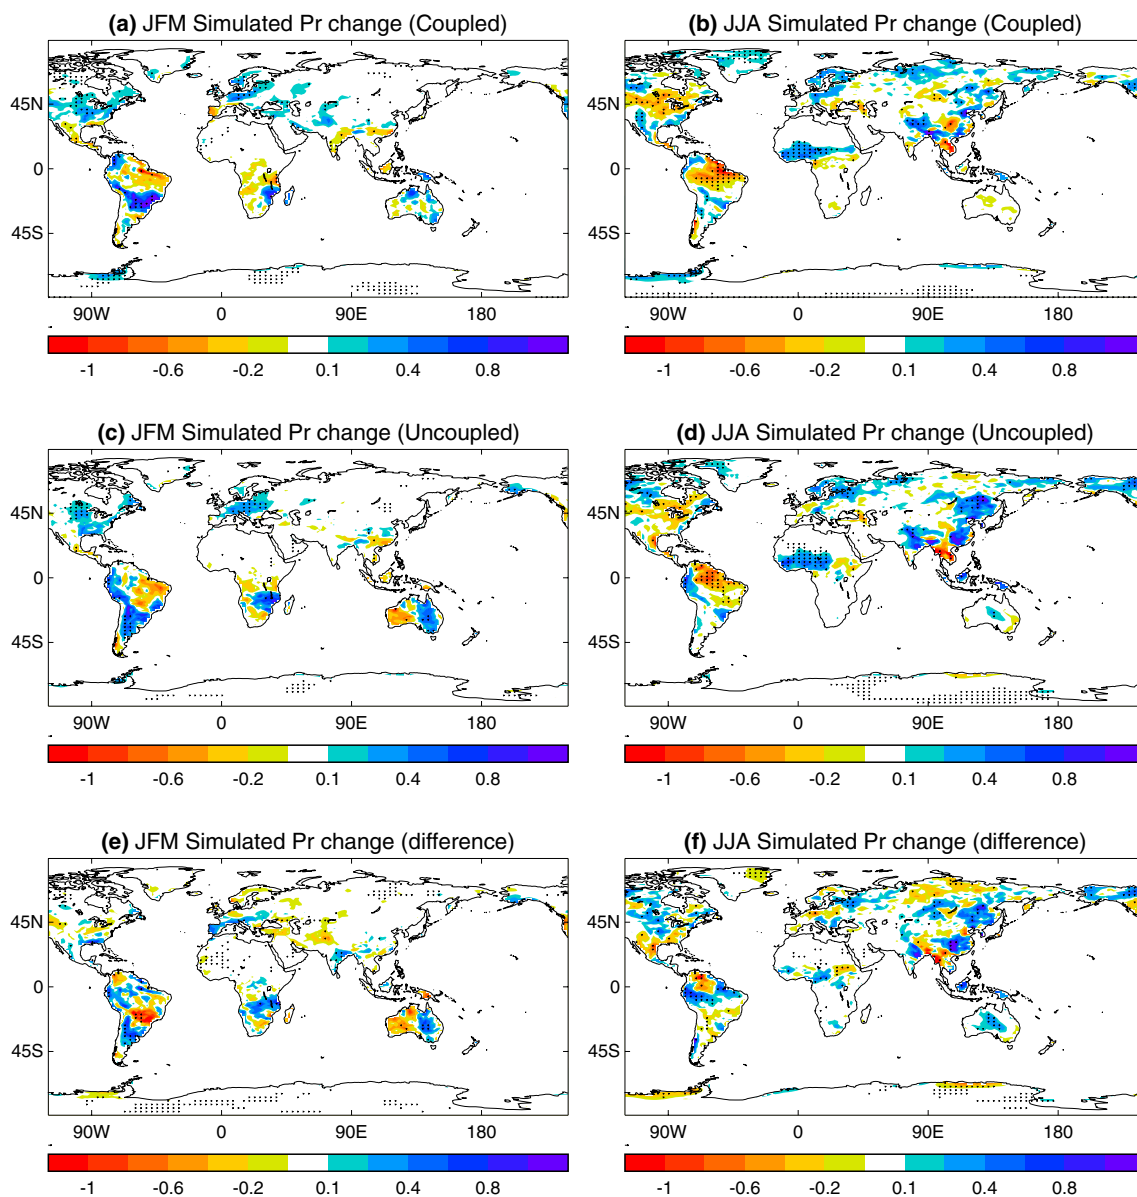 (a) JFM Simulated Pr change (Coupled)
(b) JJA Simulated Pr change (Coupled)
45N
0
45S
90W
0
90E
180
-1
-0.6
-0.2
0.1
0.4
0.8
45N
0
45S
90W
0
90E
180
-1
-0.6
-0.2
0.1
0.4
0.8
(c) JFM Simulated Pr change (Uncoupled)
(d) JJA Simulated Pr change (Uncoupled)
45N
0
45S
90W
0
90E
180
-1
-0.6
-0.2
0.1
0.4
0.8
45N
0
45S
90W
0
90E
180
-1
-0.6
-0.2
0.1
0.4
0.8
(e) JFM Simulated Pr change (difference)
(f) JJA Simulated Pr change (difference)
45N
0
45S
90W
0
90E
180
-1
-0.6
-0.2
0.1
0.4
0.8
45N
0
45S
90W
0
90E
180
-1
-0.6
-0.2
0.1
0.4
0.8